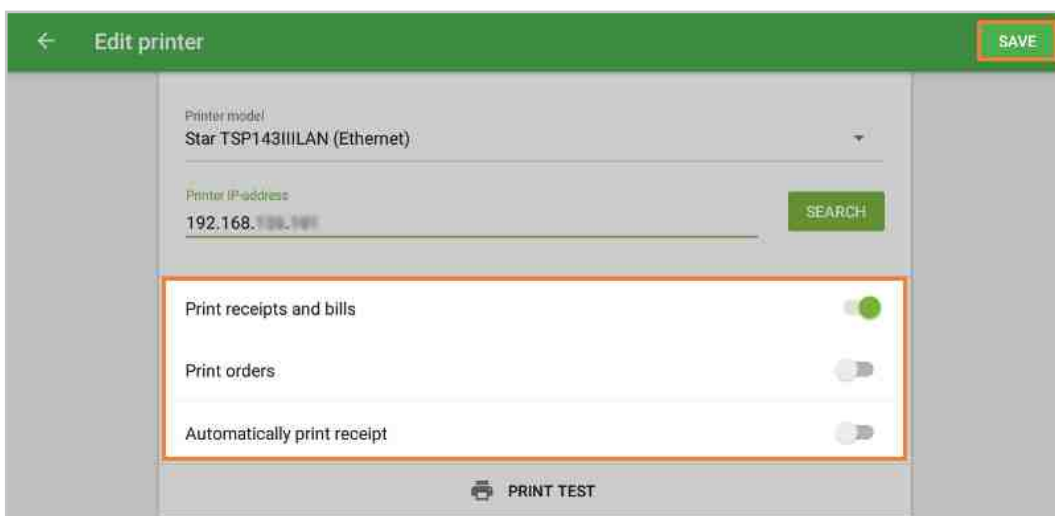 Edit printer
SAVE
Printer model
Star TSP143IIILAN (Ethernet)
Printer IP-address
192.168.
SEARCH
Print receipts and bills
Print orders
Automatically print receipt
PRINT TEST